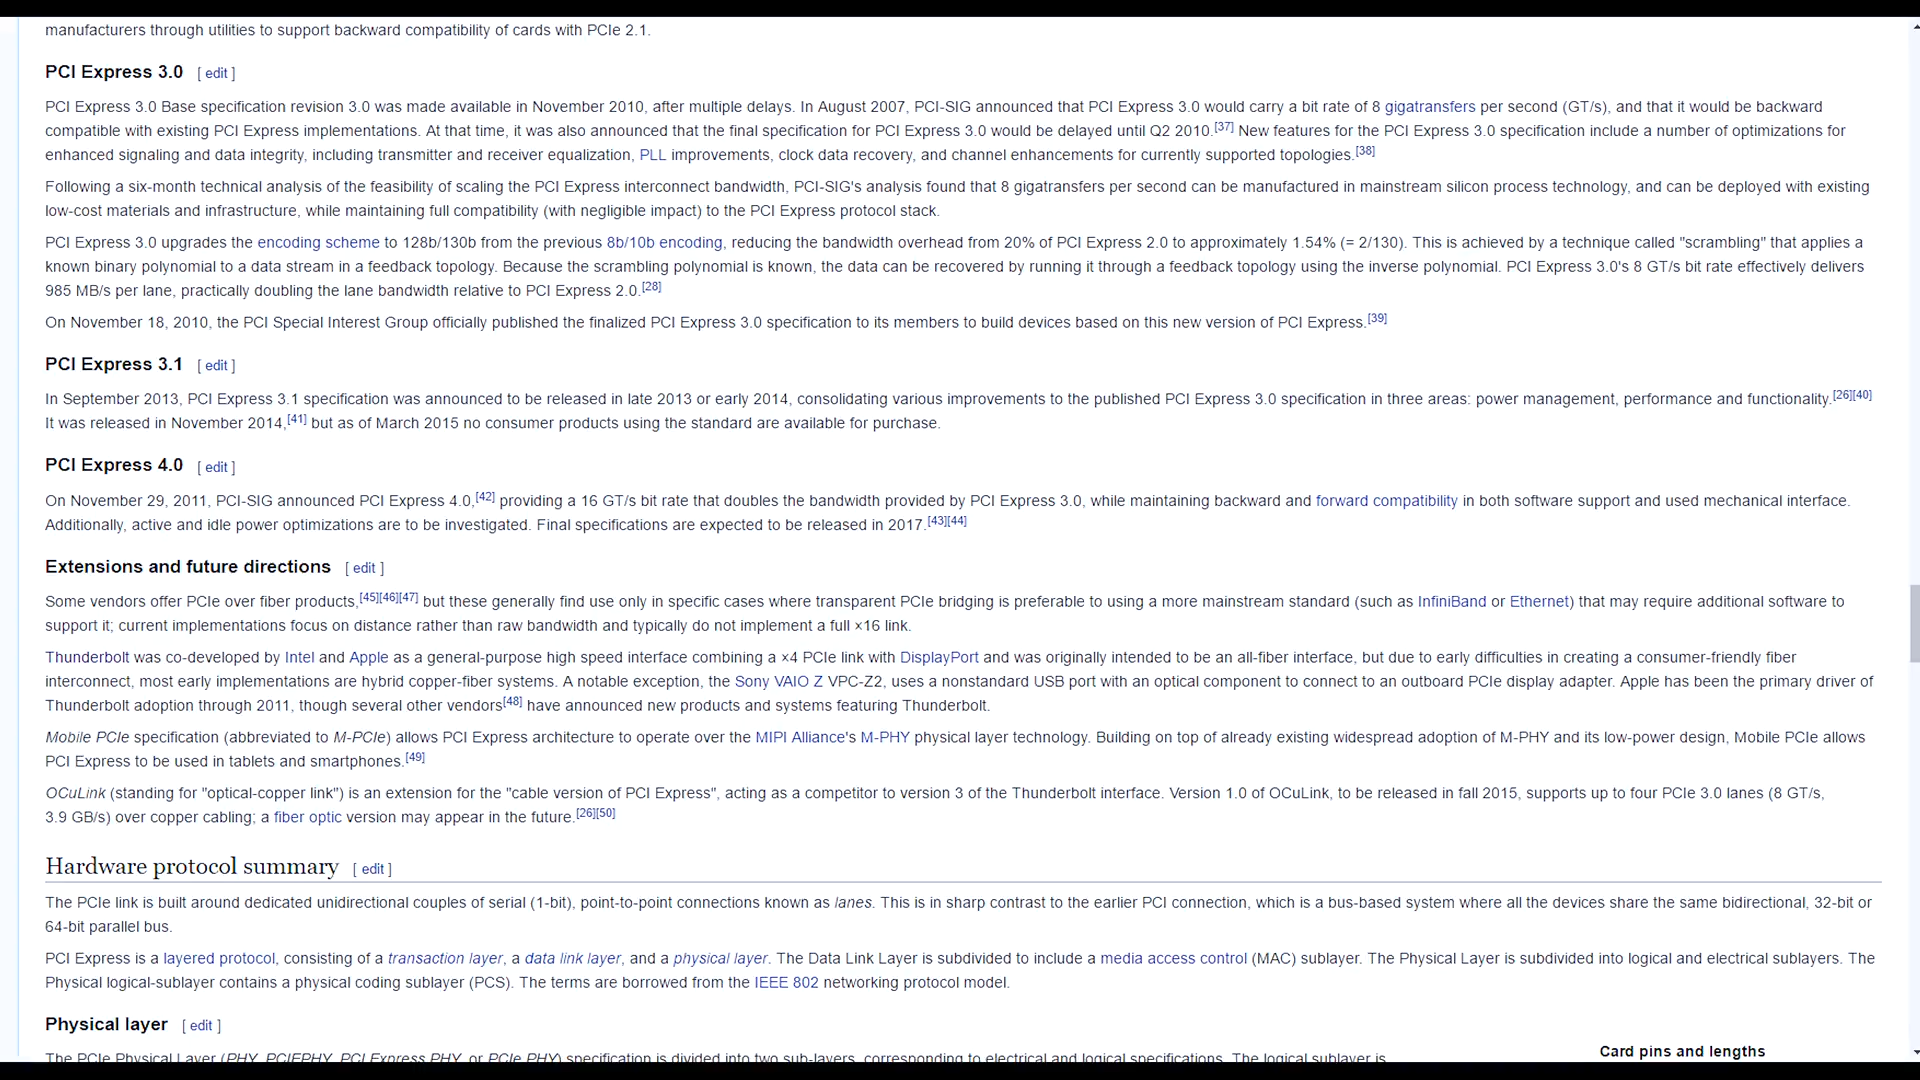 manufacturers through utilities to support backward compatibility of cards with PCIe 2.1.
PCI Express 3.0 [ edit ]
PCI Express 3.0 Base specification revision 3.0 was made available in November 2010, after multiple delays. In August 2007, PCI-SIG announced that PCI Express 3.0 would carry a bit rate of 8 gigatransfers per second (GT/s), and that it would be backward
compatible with existing PCI Express implementations. At that time, it was also announced that the final specification for PCI Express 3.0 would be delayed until Q2 2010.[37] New features for the PCI Express 3.0 specification include a number of optimizations for
enhanced signaling and data integrity, including transmitter and receiver equalization, PLL improvements, clock data recovery, and channel enhancements for currently supported topologies.[38]
Following a six-month technical analysis of the feasibility of scaling the PCI Express interconnect bandwidth, PCI-SIG's analysis found that 8 gigatransfers per second can be manufactured in mainstream silicon process technology, and can be deployed with existing
low-cost materials and infrastructure, while maintaining full compatibility (with negligible impact) to the PCI Express protocol stack.
PCI Express 3.0 upgrades the encoding scheme to 128b/130b from the previous 8b/10b encoding, reducing the bandwidth overhead from 20% of PCI Express 2.0 to approximately 1.54% (= 2/130). This is achieved by a technique called "scrambling" that applies a
known binary polynomial to a data stream in a feedback topology. Because the scrambling polynomial is known, the data can be recovered by running it through a feedback topology using the inverse polynomial. PCI Express 3.0's 8 GT/s bit rate effectively delivers
985 MB/s per lane, practically doubling the lane bandwidth relative to PCI Express 2.0.[28]
On November 18, 2010, the PCI Special Interest Group officially published the finalized PCI Express 3.0 specification to its members to build devices based on this new version of PCI Express.[39]
PCI Express 3.1 [ edit ]
In September 2013, PCI Express 3.1 specification was announced to be released in late 2013 or early 2014, consolidating various improvements to the published PCI Express 3.0 specification in three areas: power management, performance and functionality.[26][40]
It was released in November 2014,[41] but as of March 2015 no consumer products using the standard are available for purchase.
PCI Express 4.0 [ edit ]
On November 29, 2011, PCI-SIG announced PCI Express 4.0,[42] providing a 16 GT/s bit rate that doubles the bandwidth provided by PCI Express 3.0, while maintaining backward and forward compatibility in both software support and used mechanical interface.
Additionally, active and idle power optimizations are to be investigated. Final specifications are expected to be released in 2017.[43][44]
Extensions and future directions [ edit ]
Some vendors offer PCIe over fiber products,[45][46][47] but these generally find use only in specific cases where transparent PCIe bridging is preferable to using a more mainstream standard (such as InfiniBand or Ethernet) that may require additional software to
support it; current implementations focus on distance rather than raw bandwidth and typically do not implement a full ×16 link.
Thunderbolt was co-developed by Intel and Apple as a general-purpose high speed interface combining a ×4 PCIe link with DisplayPort and was originally intended to be an all-fiber interface, but due to early difficulties in creating a consumer-friendly fiber
interconnect, most early implementations are hybrid copper-fiber systems. A notable exception, the Sony VAIO Z VPC-Z2, uses a nonstandard USB port with an optical component to connect to an outboard PCIe display adapter. Apple has been the primary driver of
Thunderbolt adoption through 2011, though several other vendors[48] have announced new products and systems featuring Thunderbolt.
Mobile PCIe specification (abbreviated to M-PCIe) allows PCI Express architecture to operate over the MIPI Alliance's M-PHY physical layer technology. Building on top of already existing widespread adoption of M-PHY and its low-power design, Mobile PCIe allows
PCI Express to be used in tablets and smartphones.[49]
OCuLink (standing for "optical-copper link") is an extension for the "cable version of PCI Express", acting as a competitor to version 3 of the Thunderbolt interface. Version 1.0 of OCuLink, to be released in fall 2015, supports up to four PCIe 3.0 lanes (8 GT/s,
3.9 GB/s) over copper cabling; a fiber optic version may appear in the future.[26][50]
Hardware protocol summary [ edit ]
The PCIe link is built around dedicated unidirectional couples of serial (1-bit), point-to-point connections known as lanes. This is in sharp contrast to the earlier PCI connection, which is a bus-based system where all the devices share the same bidirectional, 32-bit or
64-bit parallel bus.
PCI Express is a layered protocol, consisting of a transaction layer, a data link layer, and a physical layer. The Data Link Layer is subdivided to include a media access control (MAC) sublayer. The Physical Layer is subdivided into logical and electrical sublayers. The
Physical logical-sublayer contains a physical coding sublayer (PCS). The terms are borrowed from the IEEE 802 networking protocol model.
Physical layer [ edit ]
The PCIe Physical Layer (PHY, PCIEPHY, PCI Express PHY, or PCIe PHY) specification is divided into two sub-layers, corresponding to electrical and logical specifications. The logical sublayer is
Card pins and lengths